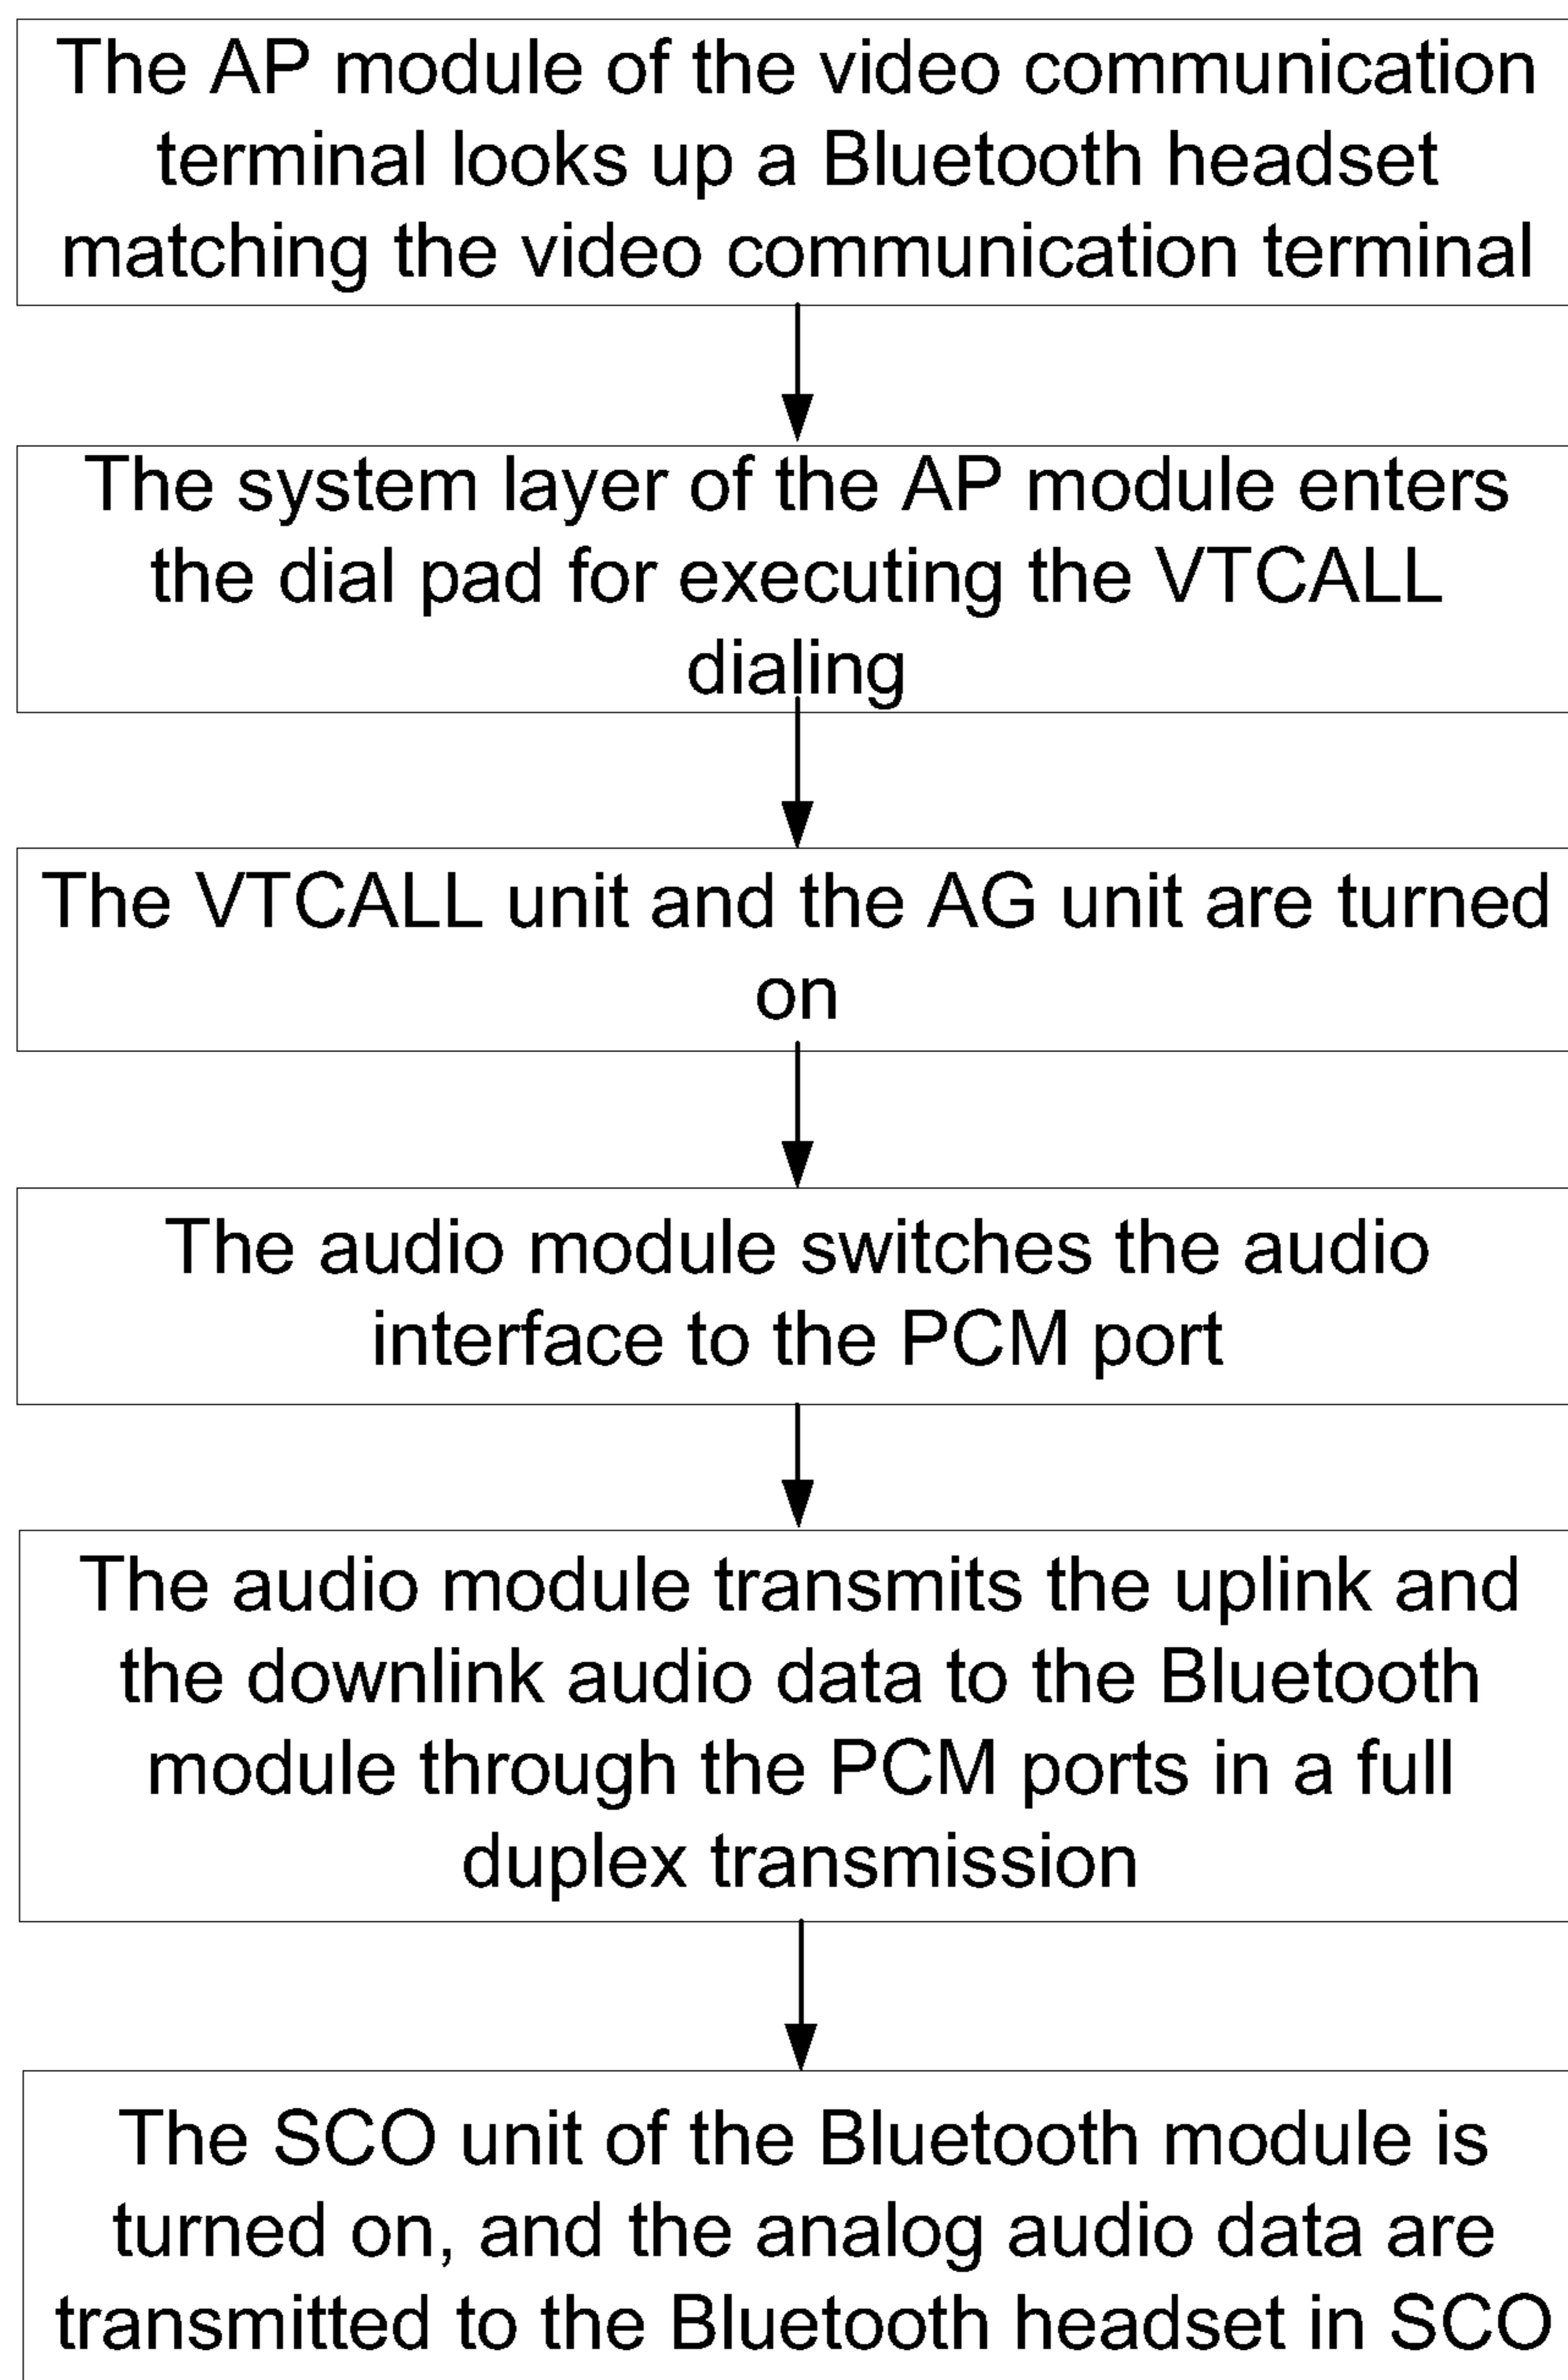 The AP module of the video communication
terminal looks up a Bluetooth headset
matching the video communication terminal
The system layer of the AP module enters
the dial pad for executing the VTCALL
dialing
The VTCALL unit and the AG unit are turned
on
The audio module switches the audio
interface to the PCM port
The audio module transmits the uplink and
the downlink audio data to the Bluetooth
module through the PCM ports in a full
duplex transmission
The SCO unit of the Bluetooth module is
turned on, and the analog audio data are
transmitted to the Bluetooth headset in SCO